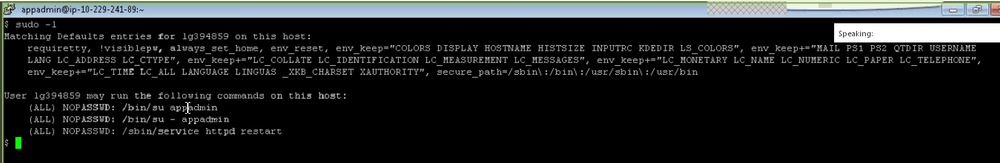 appadmin@ip-10-229-241-89:~
$ sudo -l
Speaking:
Matching Defaults entries for lg394859 on this host:
requiretty, !visiblepw, always_set_home, env_reset, env_keep="COLORS DISPLAY HOSTNAME HISTSIZE INPUTRC KDEDIR LS_COLORS", env_keep+="MAIL PS1 PS2 QTDIR USERNAME
LANG LC_ADDRESS LC_CTYPE", env_keep+="LC_COLLATE LC_IDENTIFICATION LC_MEASUREMENT LC_MESSAGES", env_keep+="LC_MONETARY LC_NAME LC_NUMERIC LC_PAPER LC_TELEPHONE",
env_keep+="LC_TIME LC_ALL LANGUAGE LINGUAS _XKB_CHARSET XAUTHORITY", secure_path=/sbin\:/bin\:/usr/sbin\:/usr/bin
User lg394859 may run the following commands on this host:
(ALL) NOPASSWD: /bin/su appadmin
(ALL) NOPASSWD: /bin/su - appadmin
(ALL) NOPASSWD: /sbin/service httpd restart
$